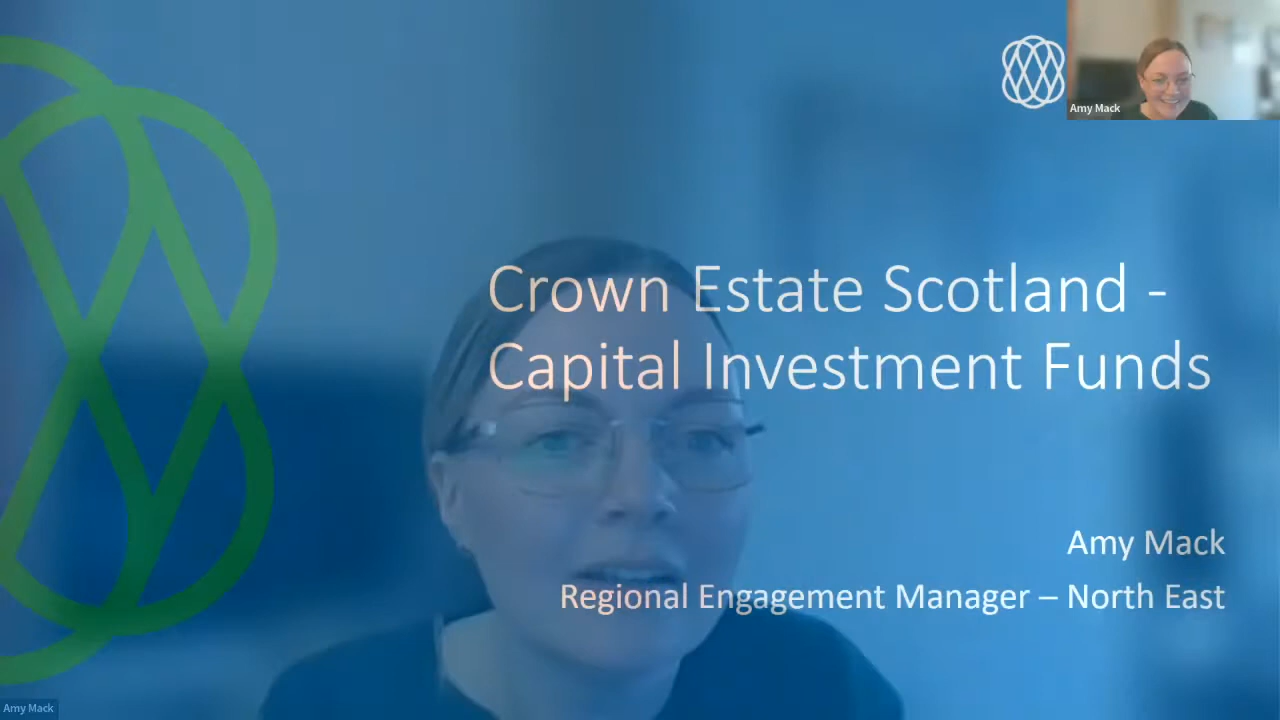 Amy Mack
Crown Estate Scotland -
Capital Investment Funds
Amy Mack
Regional Engagement Manager – North East
Amy Mack